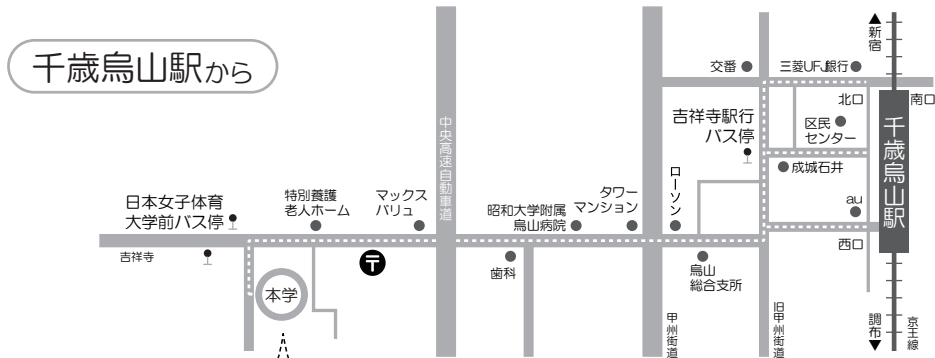 千歳烏山駅から
▲
新宿
交番
三菱UFJ銀行
北口
南口
吉祥寺駅行
バス停
区民
センター
千歳烏山駅
中央高速自動車道
成城石井
ローソン
日本女子体育
大学前バス停
特別養護
老人ホーム
マックス
バリュ
昭和大学附属
烏山病院
タワー
マンション
au
西口
吉祥寺
〒
歯科
烏山
総合支所
本学
甲州街道
旧甲州街道
調布
▼
京王線